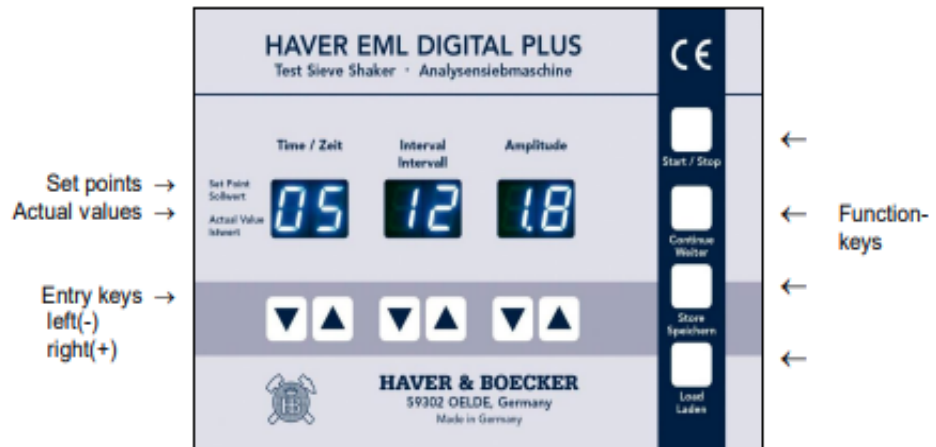 HAVER EML DIGITAL PLUS
Test Sieve Shaker · Analysensiebmaschine
CE
Time / Zeit
Interval
Intervall
Amplitude
Start / Stop
Set points →
Actual values →
Set Point
Sollwert
Actual Value
Istwert
05
12
1.8
Continue
Weiter
←
←
←
←
Function-
keys
Entry keys →
left(-)
right(+)
▼ ▲ ▼ ▲ ▼ ▲
Store
Speichern
HAVER & BOECKER
59302 OELDE, Germany
Made in Germany
Load
Laden